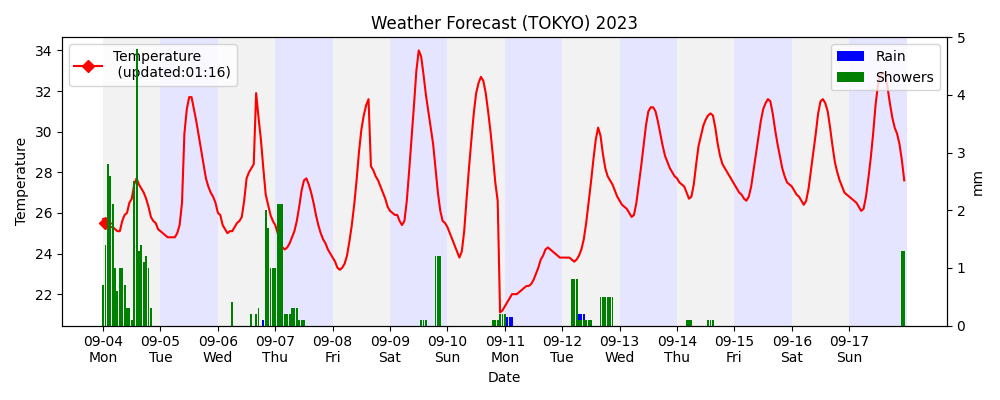 Weather Forecast (TOKYO) 2023
Temperature
(updated:01:16)
Rain
Showers
34
32
30
28
26
24
22
Temperature
5
4
3
2
1
0
mm
09-04 09-05 09-06 09-07 09-08 09-09 09-10 09-11 09-12 09-13 09-14 09-15 09-16 09-17
Mon Tue Wed Thu Fri Sat Sun Mon Tue Wed Thu Fri Sat Sun
Date